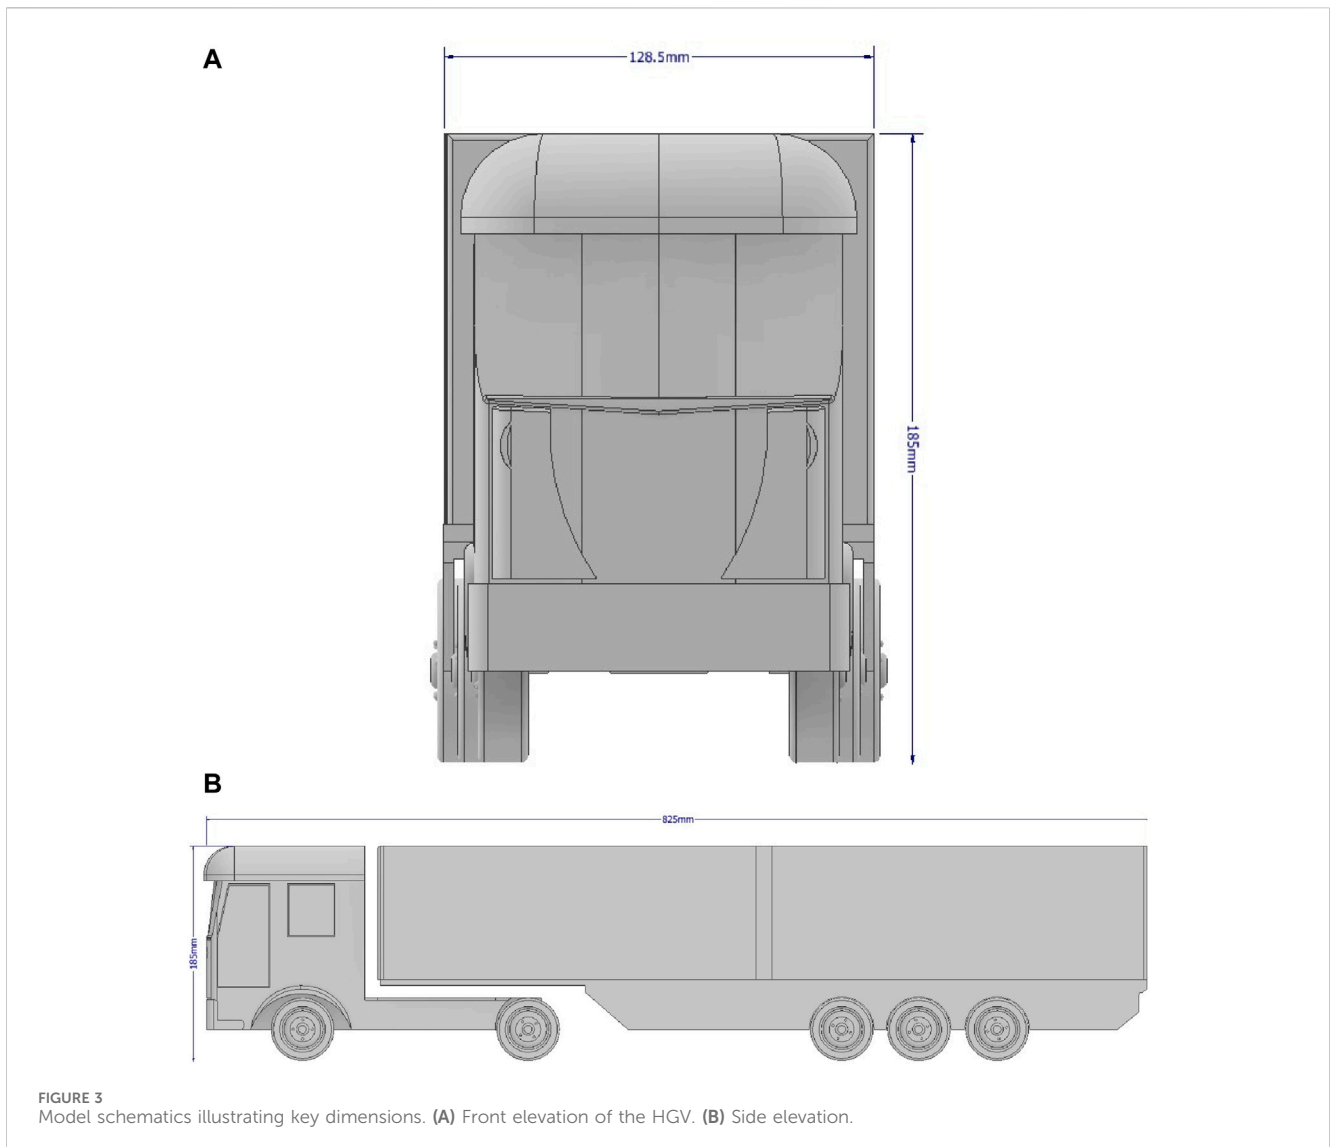 A
128.5mm
185mm
B
825mm
185mm
FIGURE 3
Model schematics illustrating key dimensions. (A) Front elevation of the HGV. (B) Side elevation.